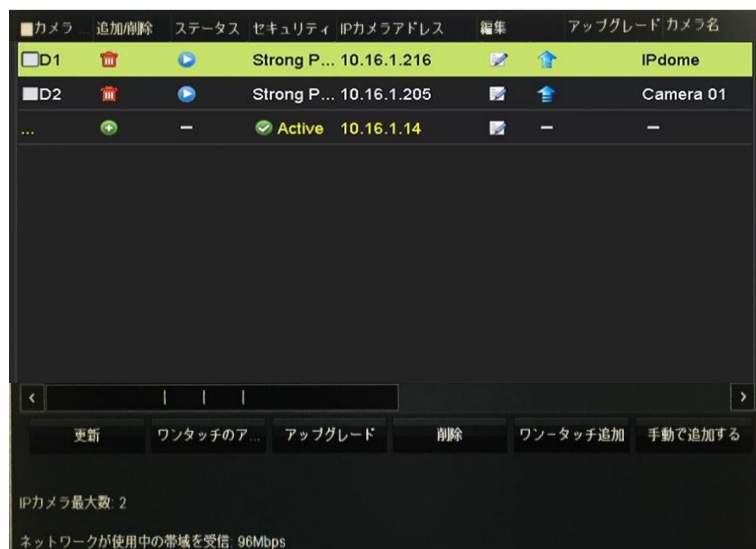 カメラ ... 追加/削除 ステータス セキュリティ IPカメラアドレス 編集 アップグレード カメラ名
D1 Strong P... 10.16.1.216 IPdome
D2 Strong P... 10.16.1.205 Camera 01
... Active 10.16.1.14 – –
更新 ワンタッチのア... アップグレード 削除 ワンータッチ追加 手動で追加する
IPカメラ最大数: 2
ネットワークが使用中の帯域を受信: 96Mbps